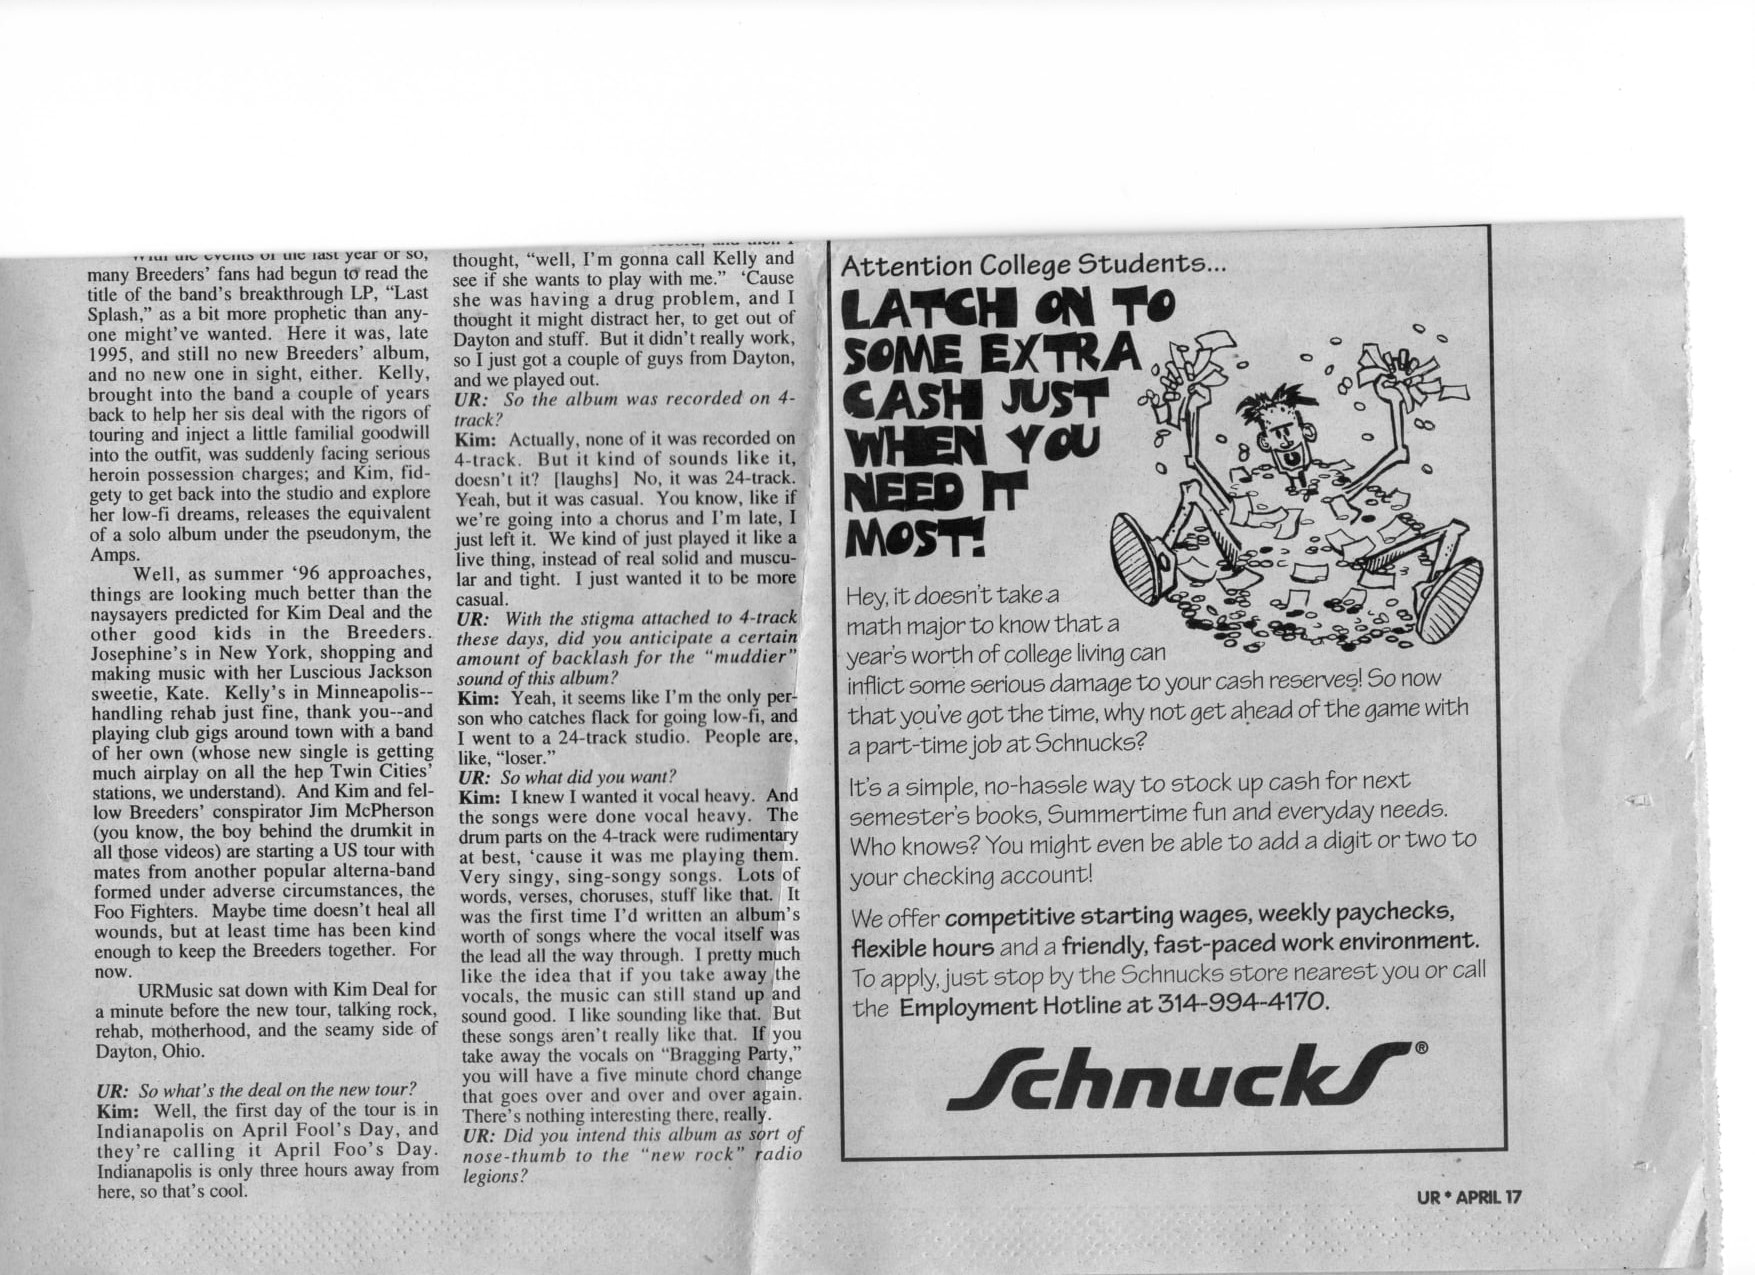 With the events of the last year or so,
many Breeders' fans had begun to read the
title of the band's breakthrough LP, "Last
Splash," as a bit more prophetic than any-
one might've wanted. Here it was, late
1995, and still no new Breeders' album,
and no new one in sight, either. Kelly,
brought into the band a couple of years
back to help her sis deal with the rigors of
touring and inject a little familial goodwill
into the outfit, was suddenly facing serious
heroin possession charges; and Kim, fid-
gety to get back into the studio and explore
her low-fi dreams, releases the equivalent
of a solo album under the pseudonym, the
Amps.
Well, as summer '96 approaches,
things are looking much better than the
naysayers predicted for Kim Deal and the
other good kids in the Breeders.
Josephine's in New York, shopping and
making music with her Luscious Jackson
sweetie, Kate. Kelly's in Minneapolis--
handling rehab just fine, thank you--and
playing club gigs around town with a band
of her own (whose new single is getting
much airplay on all the hep Twin Cities'
stations, we understand). And Kim and fel-
low Breeders' conspirator Jim McPherson
(you know, the boy behind the drumkit in
all those videos) are starting a US tour with
mates from another popular alterna-band
formed under adverse circumstances, the
Foo Fighters. Maybe time doesn't heal all
wounds, but at least time has been kind
enough to keep the Breeders together. For
now.
URMusic sat down with Kim Deal for
a minute before the new tour, talking rock,
rehab, motherhood, and the seamy side of
Dayton, Ohio.
UR: So what's the deal on the new tour?
Kim: Well, the first day of the tour is in
Indianapolis on April Fool's Day, and
they're calling it April Foo's Day.
Indianapolis is only three hours away from
here, so that's cool.
and then I
thought, "well, I'm gonna call Kelly and
see if she wants to play with me." 'Cause
she was having a drug problem, and I
thought it might distract her, to get out of
Dayton and stuff. But it didn't really work,
so I just got a couple of guys from Dayton,
and we played out.
UR: So the album was recorded on 4-
track?
Kim: Actually, none of it was recorded on
4-track. But it kind of sounds like it,
doesn't it? [laughs] No, it was 24-track.
Yeah, but it was casual. You know, like if
we're going into a chorus and I'm late, I
just left it. We kind of just played it like a
live thing, instead of real solid and muscu-
lar and tight. I just wanted it to be more
casual.
UR: With the stigma attached to 4-track
these days, did you anticipate a certain
amount of backlash for the "muddier"
sound of this album?
Kim: Yeah, it seems like I'm the only per-
son who catches flack for going low-fi, and
I went to a 24-track studio. People are,
like, "loser."
UR: So what did you want?
Kim: I knew I wanted it vocal heavy. And
the songs were done vocal heavy. The
drum parts on the 4-track were rudimentary
at best, 'cause it was me playing them.
Very singy, sing-songy songs. Lots of
words, verses, choruses, stuff like that. It
was the first time I'd written an album's
worth of songs where the vocal itself was
the lead all the way through. I pretty much
like the idea that if you take away the
vocals, the music can still stand up and
sound good. I like sounding like that. But
these songs aren't really like that. If you
take away the vocals on "Bragging Party,"
you will have a five minute chord change
that goes over and over and over again.
There's nothing interesting there, really.
UR: Did you intend this album as sort of
nose-thumb to the "new rock" radio
legions?
Attention College Students...
LATCH ON TO
SOME EXTRA
CASH JUST
WHEN YOU
NEED IT
MOST!
Hey, it doesn't take a
math major to know that a
year's worth of college living can
inflict some serious damage to your cash reserves! So now
that you've got the time, why not get ahead of the game with
a part-time job at Schnucks?
It's a simple, no-hassle way to stock up cash for next
semester's books, Summertime fun and everyday needs.
Who knows? You might even be able to add a digit or two to
your checking account!
We offer competitive starting wages, weekly paychecks,
flexible hours and a friendly, fast-paced work environment.
To apply, just stop by the Schnucks store nearest you or call
the Employment Hotline at 314-994-4170.
Schnucks®
UR • APRIL 17